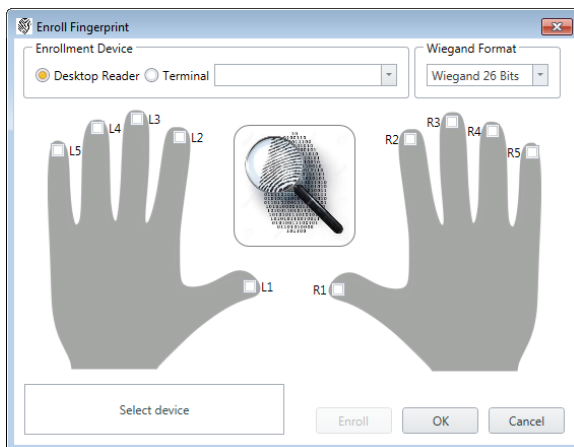 Enroll Fingerprint
Enrollment Device
Wiegand Format
Desktop Reader Terminal
Wiegand 26 Bits
L5 L4 L3 L2
R2 R3 R4 R5
L1 R1
Select device
Enroll OK Cancel